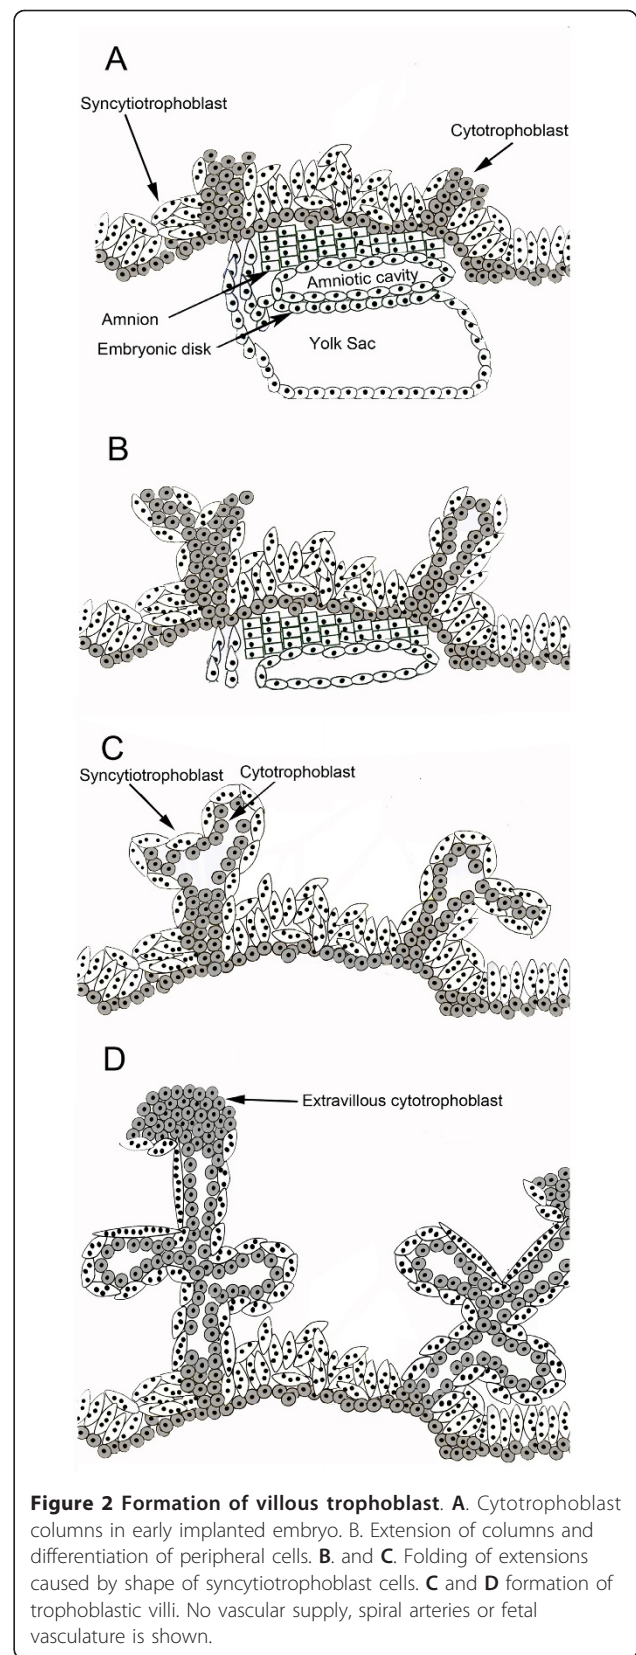 A
Syncytiotrophoblast
Cytotrophoblast
Amniotic cavity
Amnion
Embryonic disk
Yolk Sac
B
C
Syncytiotrophoblast
Cytotrophoblast
D
Extravillous cytotrophoblast
Figure 2 Formation of villous trophoblast. A. Cytotrophoblast
columns in early implanted embryo. B. Extension of columns and
differentiation of peripheral cells. B. and C. Folding of extensions
caused by shape of syncytiotrophoblast cells. C and D formation of
trophoblastic villi. No vascular supply, spiral arteries or fetal
vasculature is shown.